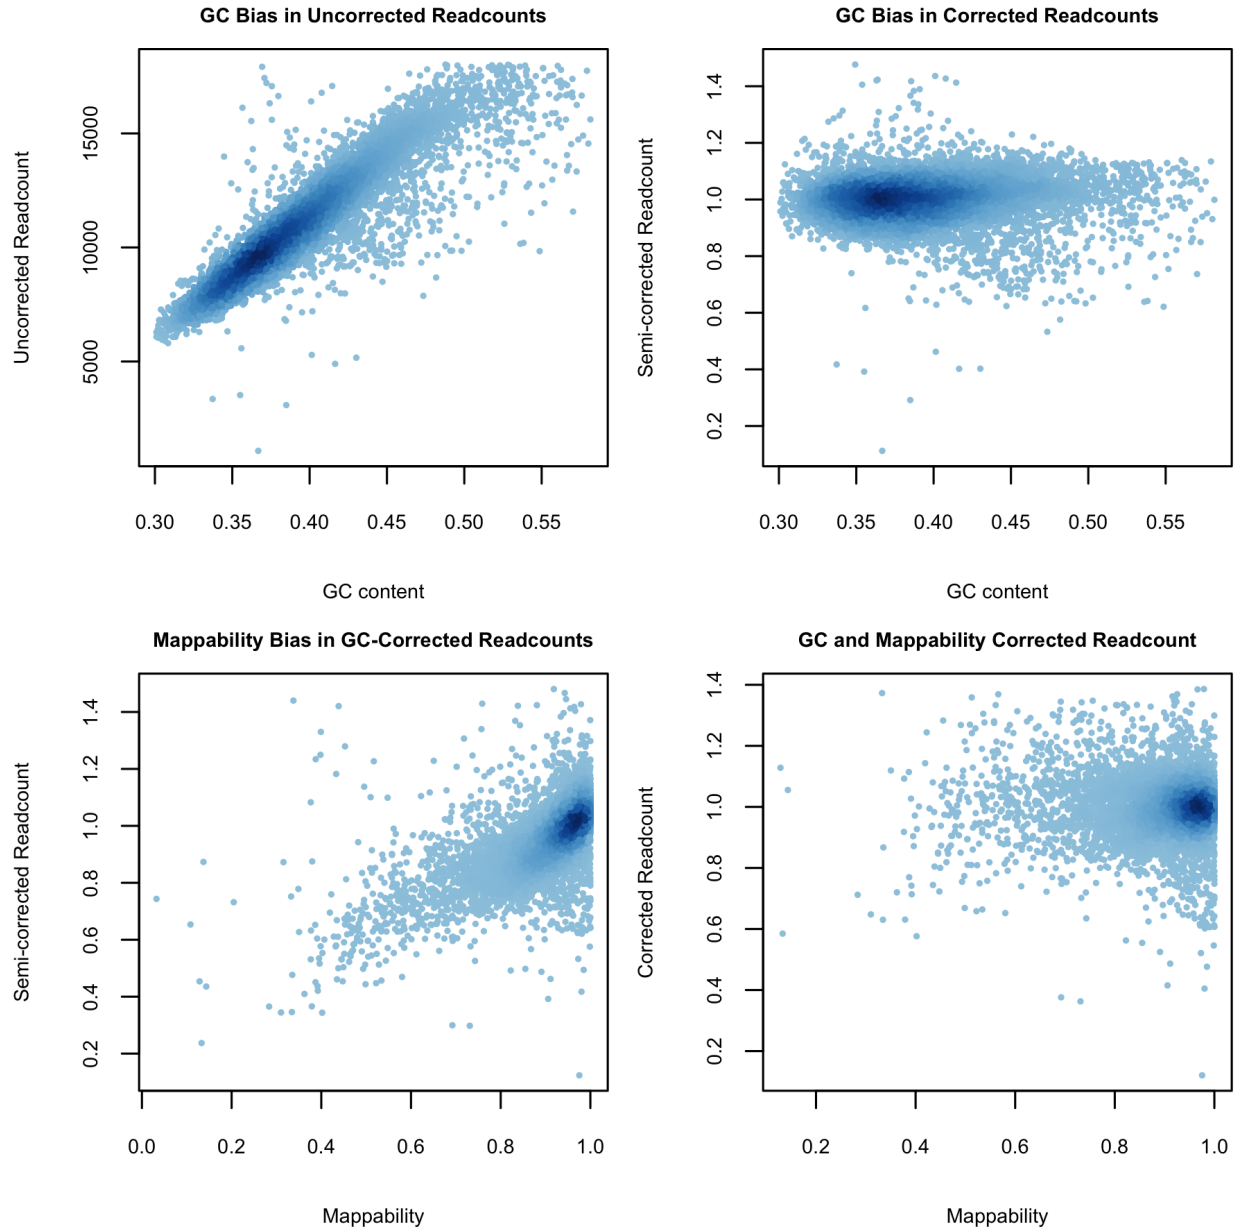 GC Bias in Uncorrected Readcounts
Uncorrected Readcount
15000
10000
5000
0.30 0.35 0.40 0.45 0.50 0.55
GC content
GC Bias in Corrected Readcounts
Semi-corrected Readcount
1.4
1.2
1.0
0.8
0.6
0.4
0.2
0.30 0.35 0.40 0.45 0.50 0.55
GC content
Mappability Bias in GC-Corrected Readcounts
Semi-corrected Readcount
1.4
1.2
1.0
0.8
0.6
0.4
0.2
0.0 0.2 0.4 0.6 0.8 1.0
Mappability
GC and Mappability Corrected Readcount
Corrected Readcount
1.4
1.2
1.0
0.8
0.6
0.4
0.2
0.2 0.4 0.6 0.8 1.0
Mappability